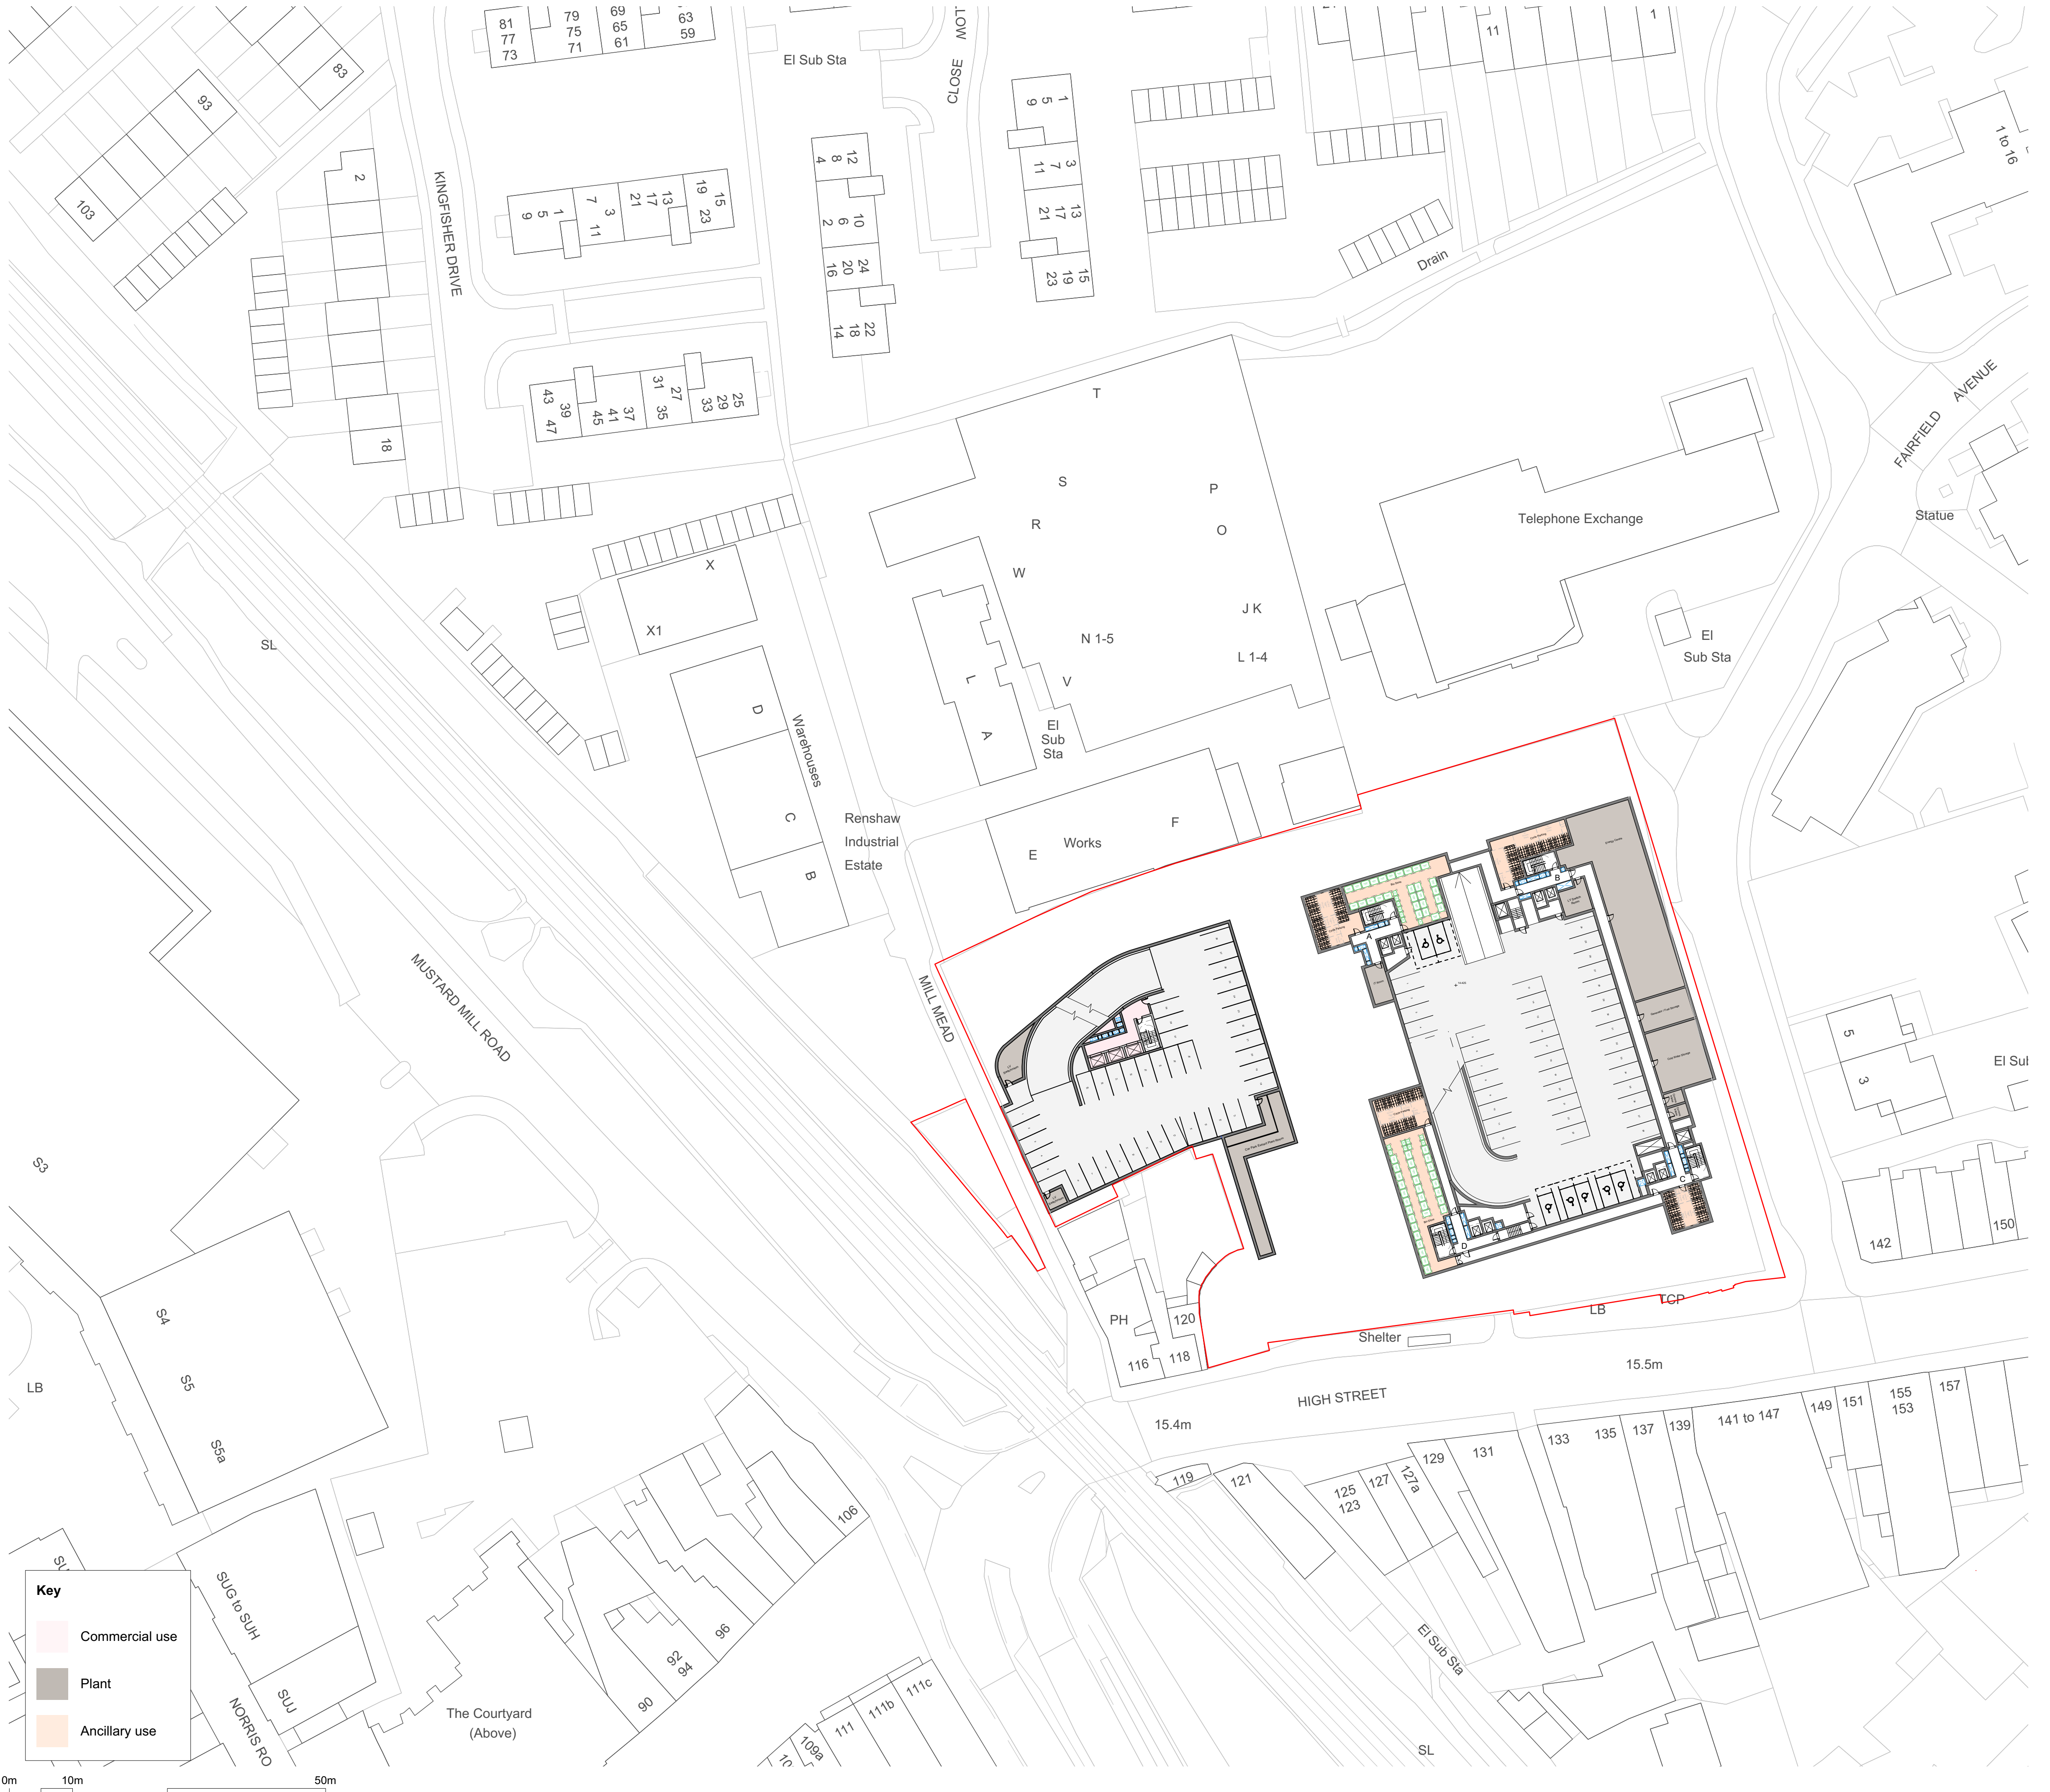 81
77
73
79
75
71
69
65
61
63
59
El Sub Sta
CLOSE
11
1
93
83
103
2
KINGFISHER DRIVE
9
5
1
7
3
11
21
17
13
19
15
23
12
8
4
10
6
2
24
20
16
22
18
14
1
5
9
3
7
11
13
17
21
15
19
23
1 to 16
Drain
43
39
47
45
41
37
31
27
35
33
29
25
18
T
S
R
W
P
O
J K
N 1-5
L 1-4
V
Telephone Exchange
FAIRFIELD
AVENUE
Statue
El
Sub Sta
SL
X
X1
D
C
B
Warehouses
L
A
El
Sub
Sta
Renshaw
Industrial
Estate
Works
E
F
MILL MEAD
MUSTARD MILL ROAD
A
B
C
D
5
3
El Sub
142
150
S3
S4
S5
S5a
LB
PH
120
116
118
Shelter
LB
TCP
HIGH STREET
15.5m
15.4m
119
121
125
123
127
127a
129
131
133
135
137
139
141 to 147
149
151
155
153
157
106
96
92
94
90
The Courtyard
(Above)
SUG to SUH
SUJ
NORRIS RO
109a
111
111b
111c
El Sub Sta
SL
Key
Commercial use
Plant
Ancillary use
0m
10m
50m